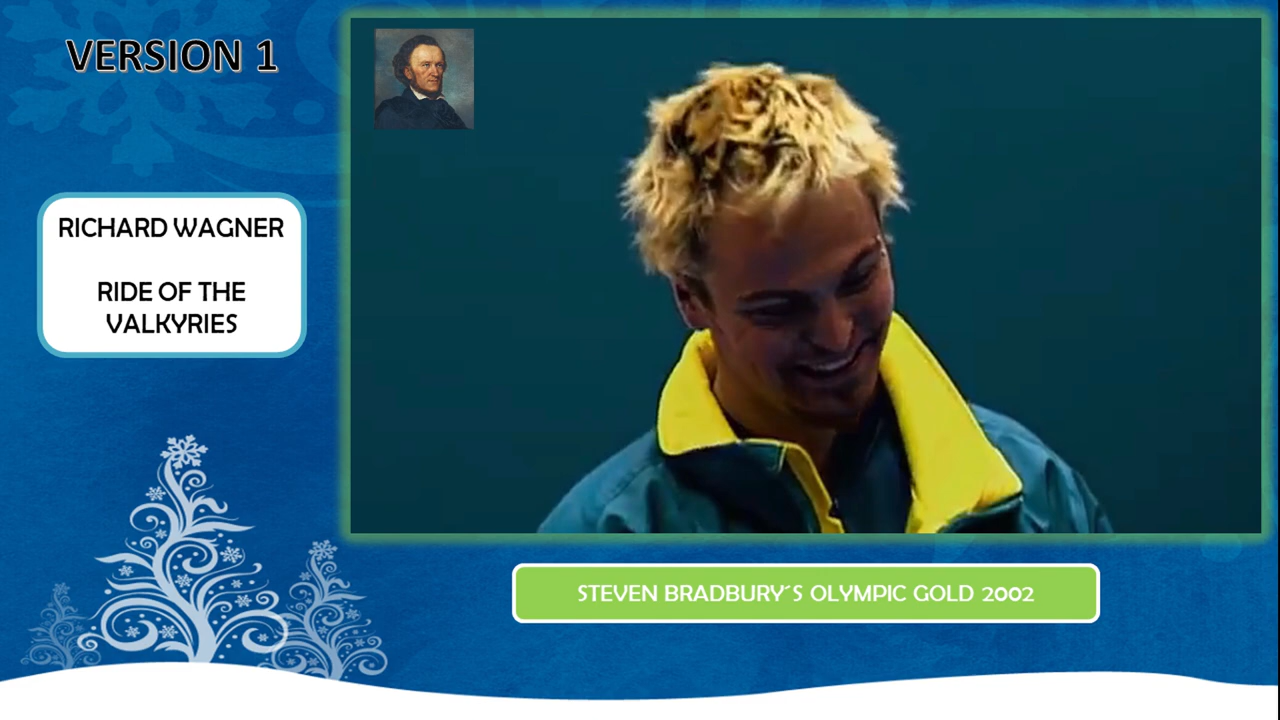 VERSION 1
RICHARD WAGNER
RIDE OF THE
VALKYRIES
STEVEN BRADBURY´S OLYMPIC GOLD 2002